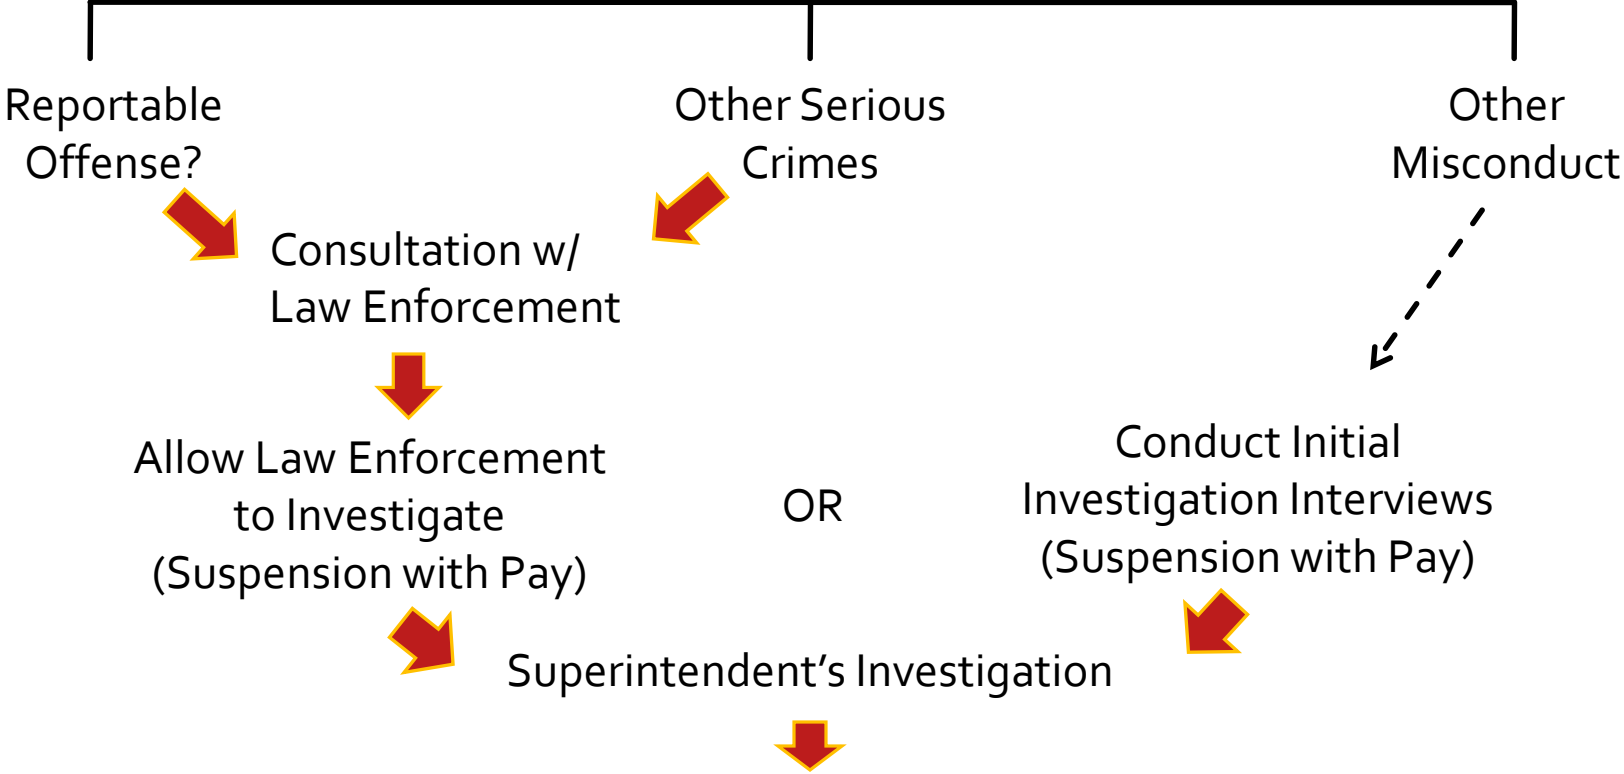 Reportable
Offense?
Other Serious
Crimes
Other
Misconduct
Consultation w/
Law Enforcement
Allow Law Enforcement
to Investigate
(Suspension with Pay)
OR
Conduct Initial
Investigation Interviews
(Suspension with Pay)
Superintendent’s Investigation